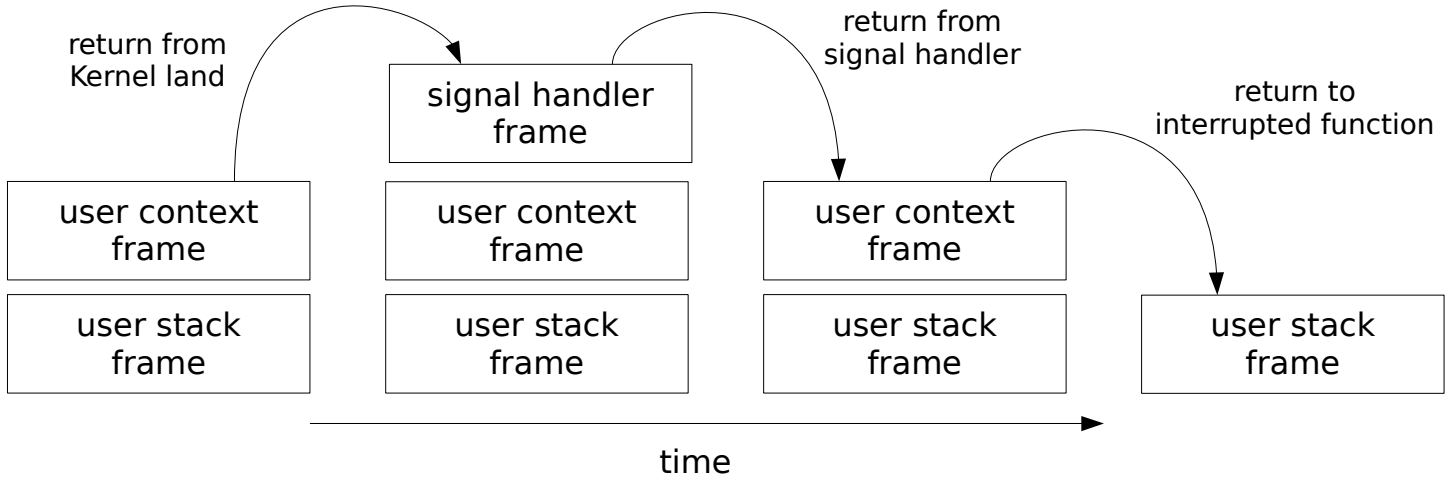 return from
Kernel land
return from
signal handler
return to
interrupted function
signal handler
frame
user context
frame
user context
frame
user context
frame
user stack
frame
user stack
frame
user stack
frame
user stack
frame
time